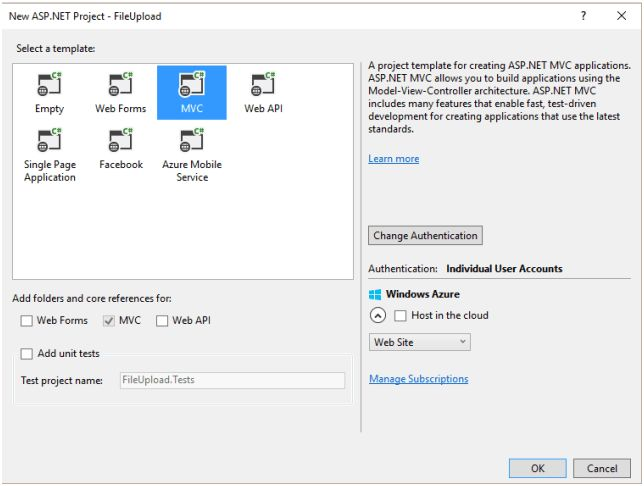 New ASP.NET Project - FileUpload
Select a template:
C#
C#
C#
C#
Empty
Web Forms
MVC
Web API
C#
C#
C#
Single Page
Application
Facebook
Azure Mobile
Service
A project template for creating ASP.NET MVC applications.
ASP.NET MVC allows you to build applications using the
Model-View-Controller architecture. ASP.NET MVC
includes many features that enable fast, test-driven
development for creating applications that use the latest
standards.
Learn more
Change Authentication
Authentication: Individual User Accounts
Windows Azure
Host in the cloud
Web Site
Manage Subscriptions
Add folders and core references for:
Web Forms
MVC
Web API
Add unit tests
Test project name: FileUpload.Tests
OK
Cancel